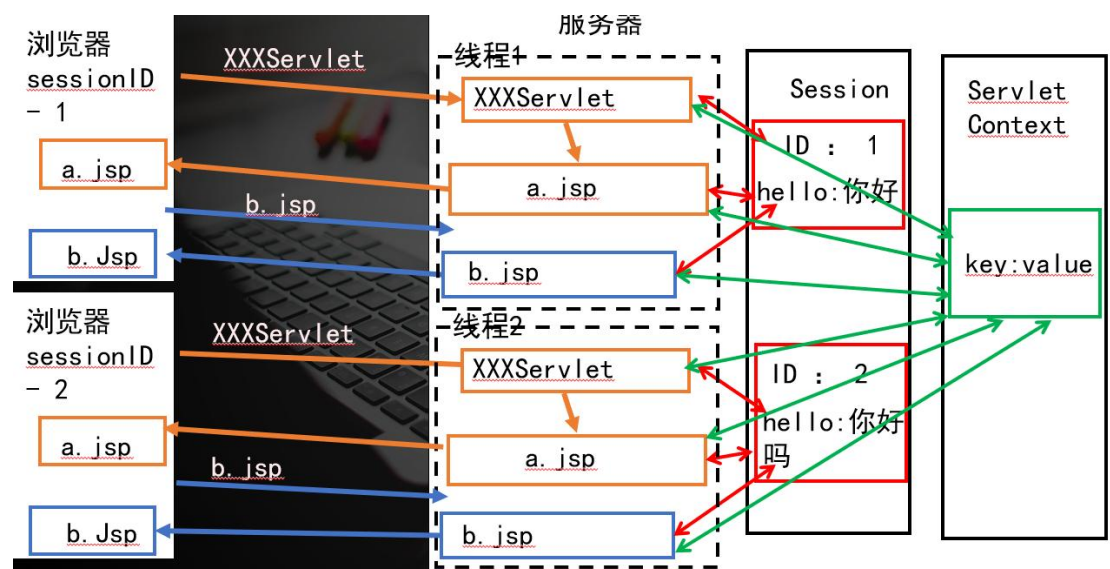 服务器
浏览器
sessionID
- 1
XXXServlet
a.jsp
b.jsp
b.Jsp
线程1
XXXServlet
a.jsp
b.jsp
浏览器
sessionID
- 2
XXXServlet
a.jsp
b.jsp
b.Jsp
线程2
XXXServlet
a.jsp
b.jsp
Session
ID : 1
hello:你好
ID : 2
hello:你好
吗
Servlet
Context
key:value